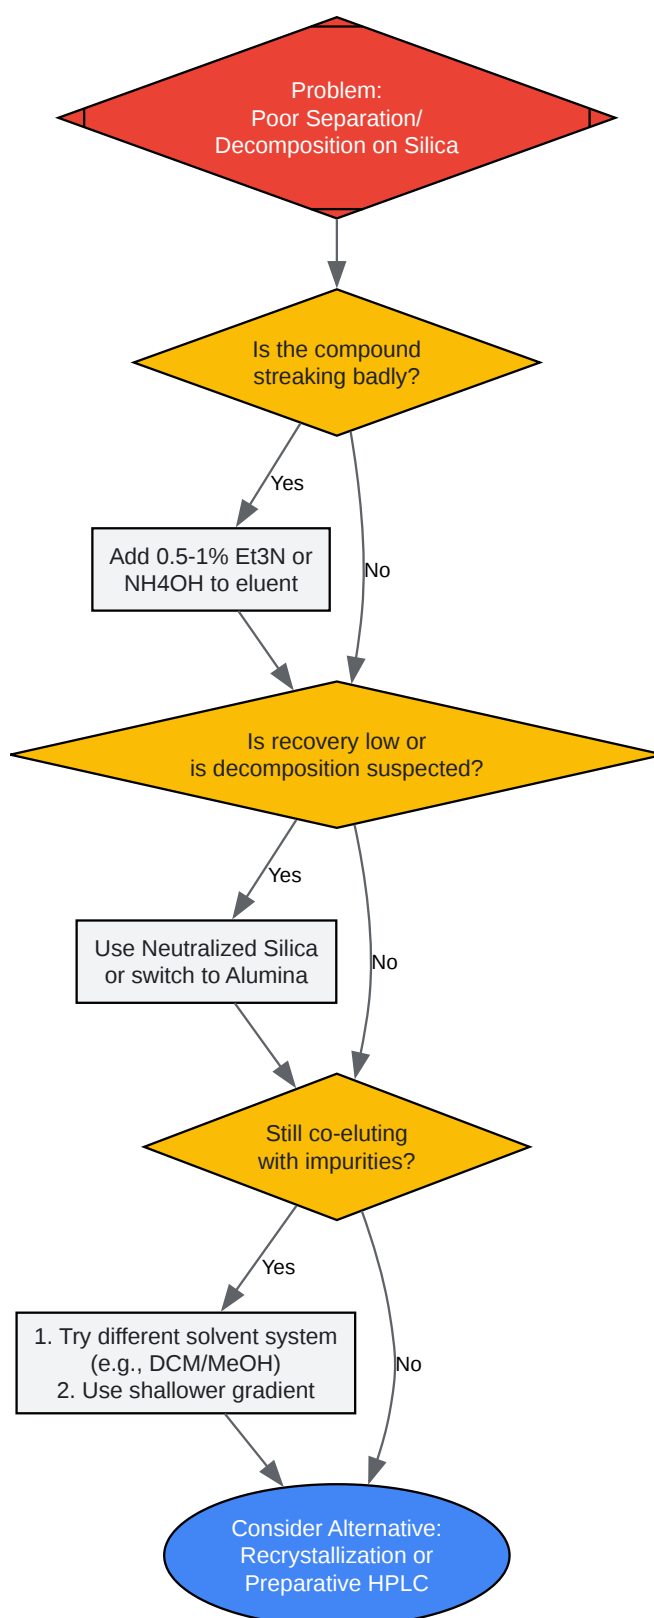 Problem:
Poor Separation/
Decomposition on Silica
Is the compound
streaking badly?
Yes
Add 0.5-1% Et3N or
NH4OH to eluent
No
Is recovery low or
is decomposition suspected?
Yes
Use Neutralized Silica
or switch to Alumina
No
Still co-eluting
with impurities?
Yes
1. Try different solvent system
(e.g., DCM/MeOH)
2. Use shallower gradient
No
Consider Alternative:
Recrystallization or
Preparative HPLC